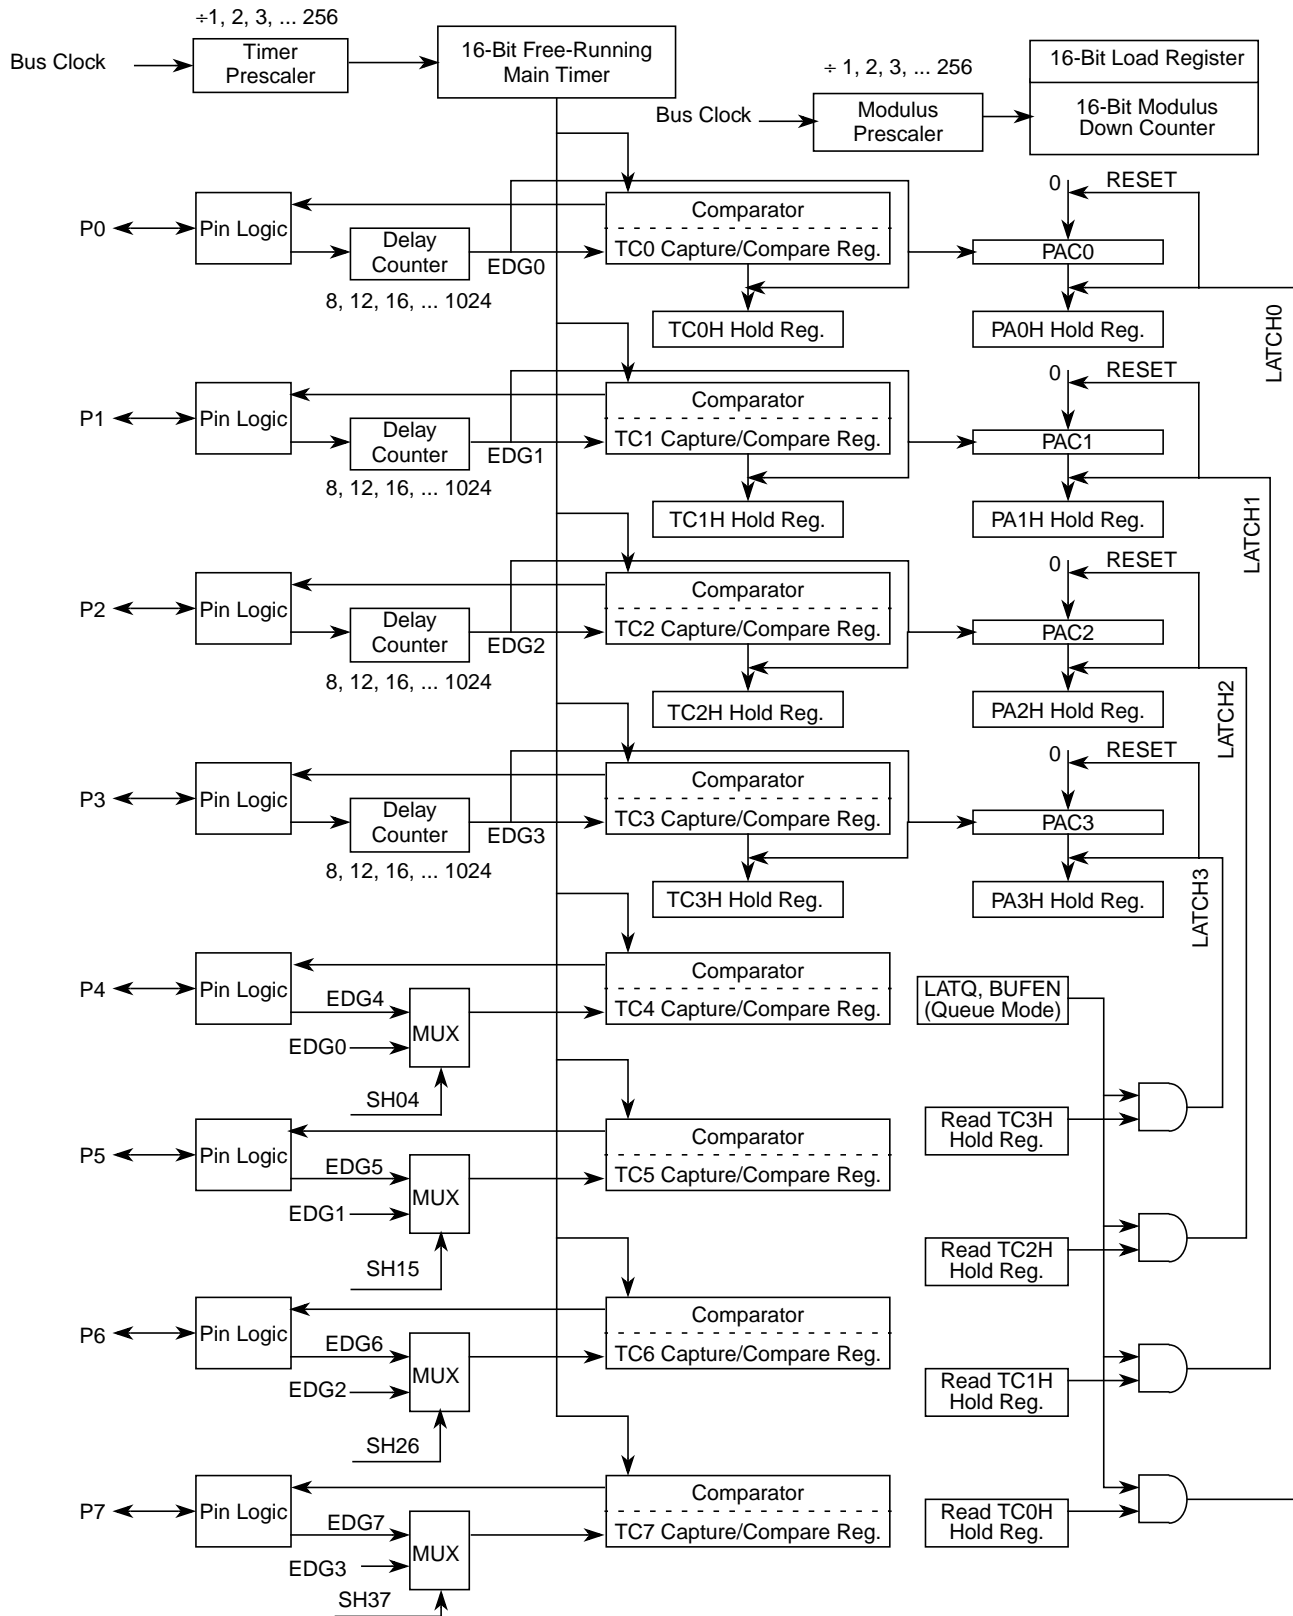 ÷1, 2, 3, ... 256
Bus Clock
Timer
Prescaler
16-Bit Free-Running
Main Timer
÷ 1, 2, 3, ... 256
Bus Clock
Modulus
Prescaler
16-Bit Load Register
16-Bit Modulus
Down Counter
P0
Pin Logic
Delay
Counter
8, 12, 16, ... 1024
EDG0
Comparator
TC0 Capture/Compare Reg.
TC0H Hold Reg.
0
RESET
PAC0
PA0H Hold Reg.
LATCH0
P1
Pin Logic
Delay
Counter
8, 12, 16, ... 1024
EDG1
Comparator
TC1 Capture/Compare Reg.
TC1H Hold Reg.
0
RESET
PAC1
PA1H Hold Reg.
LATCH1
P2
Pin Logic
Delay
Counter
8, 12, 16, ... 1024
EDG2
Comparator
TC2 Capture/Compare Reg.
TC2H Hold Reg.
0
RESET
PAC2
PA2H Hold Reg.
LATCH2
P3
Pin Logic
Delay
Counter
8, 12, 16, ... 1024
EDG3
Comparator
TC3 Capture/Compare Reg.
TC3H Hold Reg.
0
RESET
PAC3
PA3H Hold Reg.
LATCH3
P4
Pin Logic
EDG4
EDG0
MUX
SH04
Comparator
TC4 Capture/Compare Reg.
LATQ, BUFEN
(Queue Mode)
Read TC3H
Hold Reg.
P5
Pin Logic
EDG5
EDG1
MUX
SH15
Comparator
TC5 Capture/Compare Reg.
Read TC2H
Hold Reg.
P6
Pin Logic
EDG6
EDG2
MUX
SH26
Comparator
TC6 Capture/Compare Reg.
Read TC1H
Hold Reg.
P7
Pin Logic
EDG7
EDG3
MUX
SH37
Comparator
TC7 Capture/Compare Reg.
Read TC0H
Hold Reg.